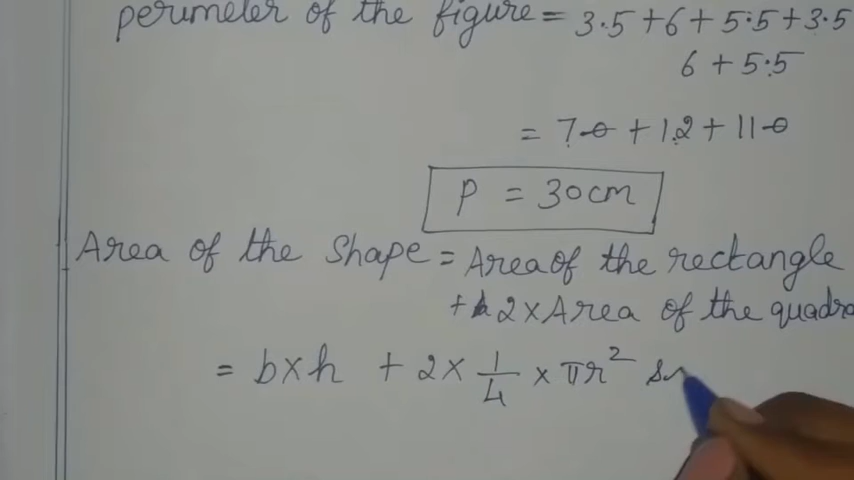 perimeter of the figure = 3.5 + 6 + 5.5 + 3.5
6 + 5.5
= 7.0 + 12 + 11.0
P = 30cm
Area of the shape = Area of the rectangle
+ 2 × Area of the
= b × h + 2 × 1/4 × πr²